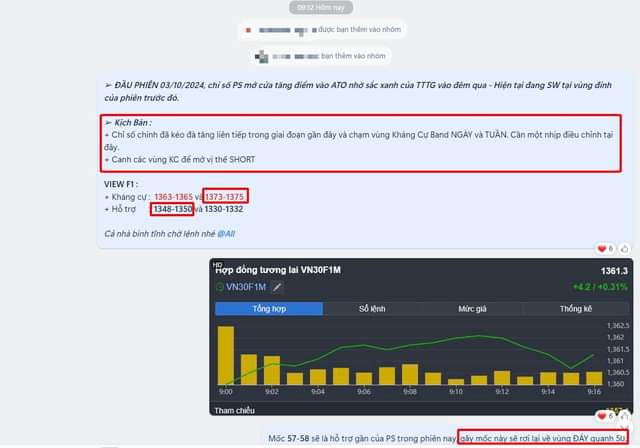 09:12 Hôm nay
được bạn thêm vào nhóm
bạn thêm vào nhóm
➢ ĐẦU PHIÊN 03/10/2024, chỉ số PS mở cửa tăng điểm vào ATO nhờ sắc xanh của TTTG vào đêm qua - Hiện tại đang SW tại vùng đỉnh
của phiên trước đó.
➢ Kịch Bản :
+ Chỉ số chính đã kéo đà tăng liên tiếp trong giai đoạn gần đây và chạm vùng Kháng Cự Band NGÀY và TUẦN. Cần một nhịp điều chỉnh tại
đây.
+ Canh các vùng KC để mở vị thế SHORT
VIEW F1 :
+ Kháng cự : 1363-1365 và 1373-1375
+ Hỗ trợ : 1348-1350 và 1330-1332
Cả nhà bình tĩnh chờ lệnh nhé @All
6
HD
Hợp đồng tương lai VN30F1M 1361.3
VN30F1M +4.2 / +0.31%
Tổng hợp Số lệnh Mức giá Thống kê
1,362.5
1,362
1,361.5
1,361
1,360.5
1,360
9:00 9:02 9:04 9:06 9:08 9:10 9:12 9:14 9:16
Tham chiếu
6
Mốc 57-58 sẽ là hỗ trợ gần của PS trong phiên nay, gãy mốc này sẽ rơi lại về vùng ĐÁY quanh 50.